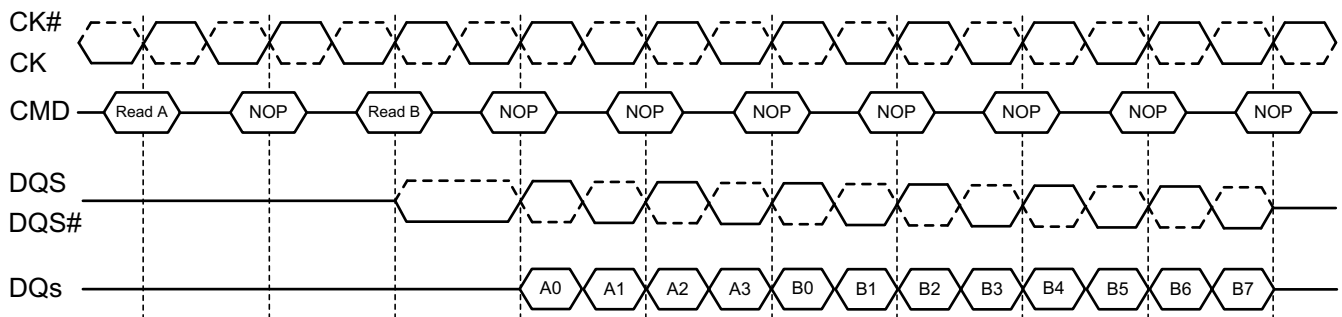 CK#
CK
CMD Read A NOP Read B NOP NOP NOP NOP NOP NOP NOP
DQS
DQS#
DQs A0 A1 A2 A3 B0 B1 B2 B3 B4 B5 B6 B7